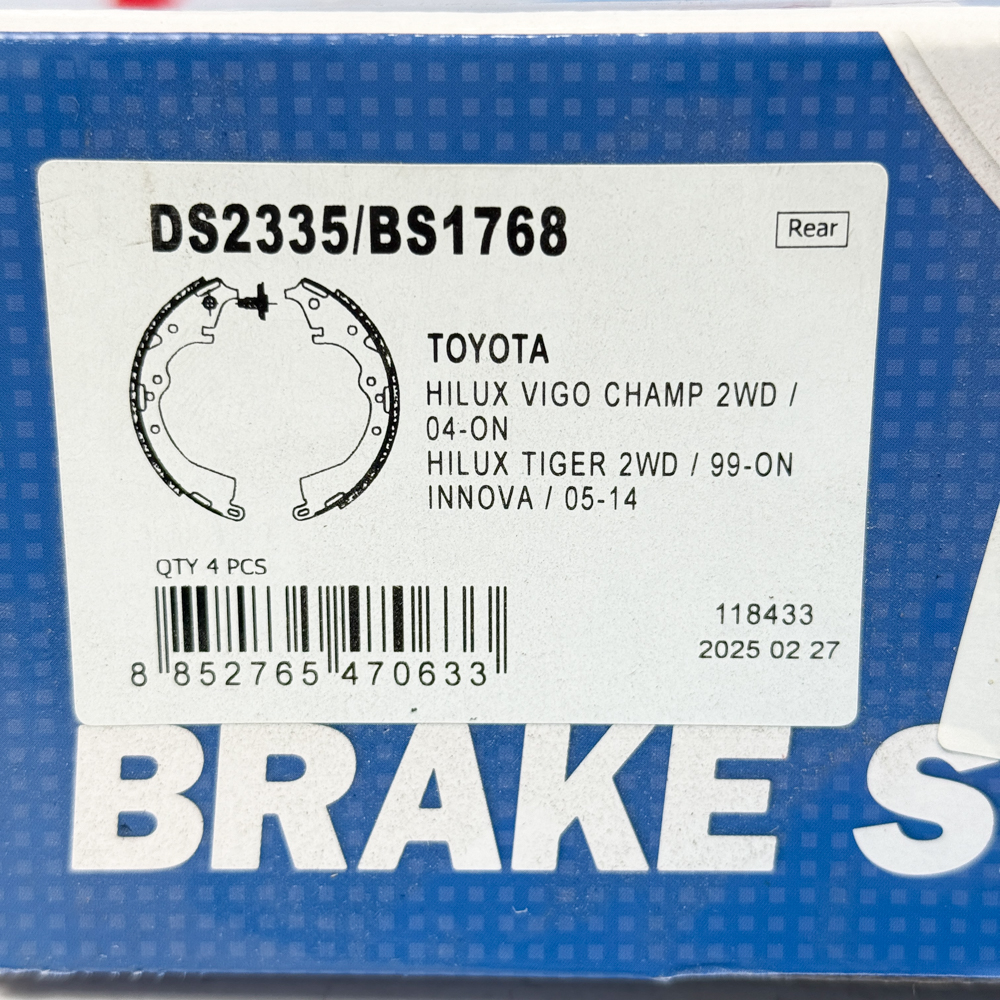 DS2335/BS1768
Rear
TOYOTA
HILUX VIGO CHAMP 2WD /
04-ON
HILUX TIGER 2WD / 99-ON
INNOVA / 05-14
QTY 4 PCS
8 852765 470633
118433
2025 02 27
BRAKE S